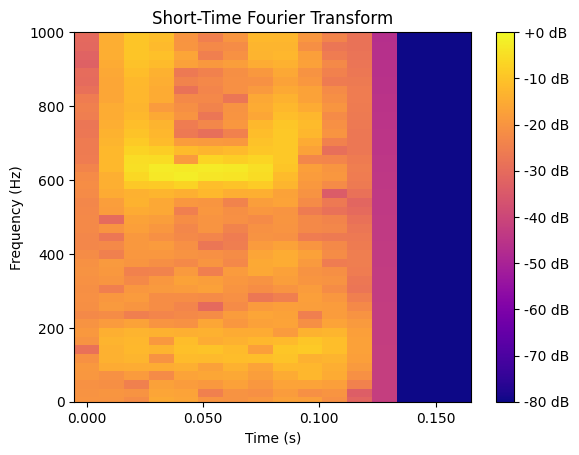 Short-Time Fourier Transform
1000
800
600
400
200
0
Frequency (Hz)
0.000
0.050
0.100
0.150
Time (s)
+0 dB
-10 dB
-20 dB
-30 dB
-40 dB
-50 dB
-60 dB
-70 dB
-80 dB